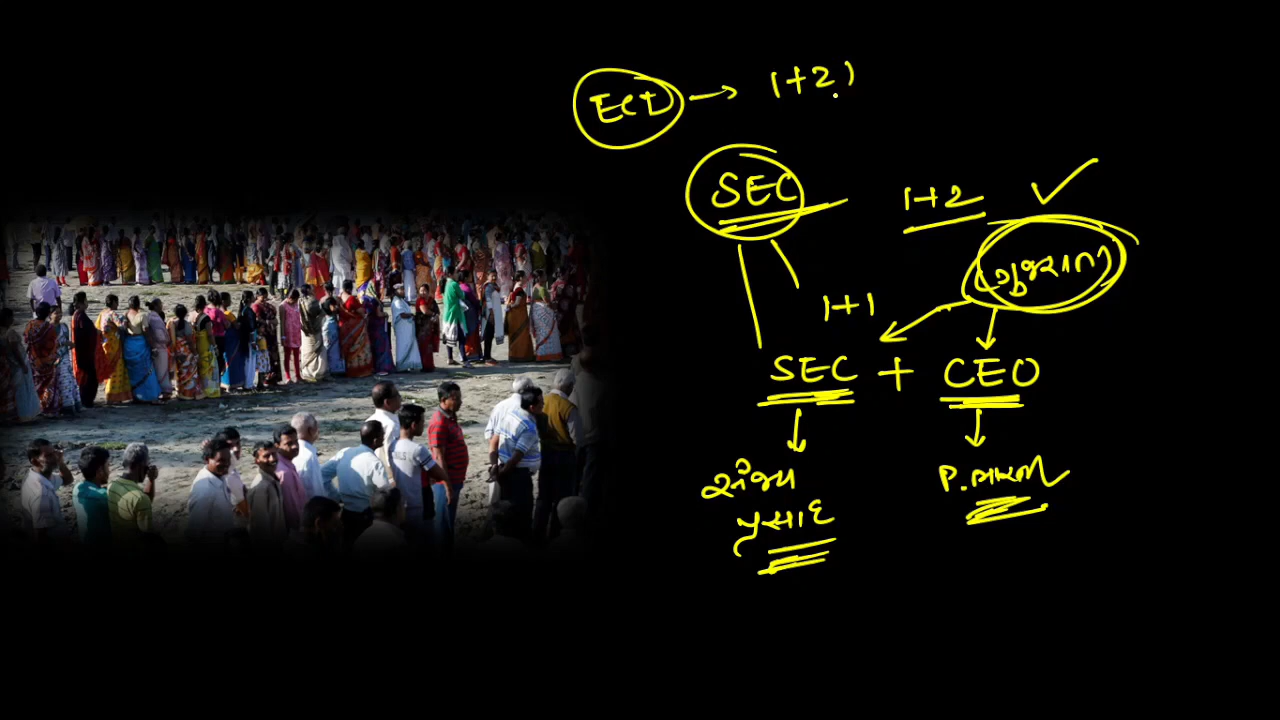 ECI → 1+2
SEC
1+2 ✓
ગુજરાત
1+1
SEC + CEO
સંજય
પ્રસાદ
P. ભારતી